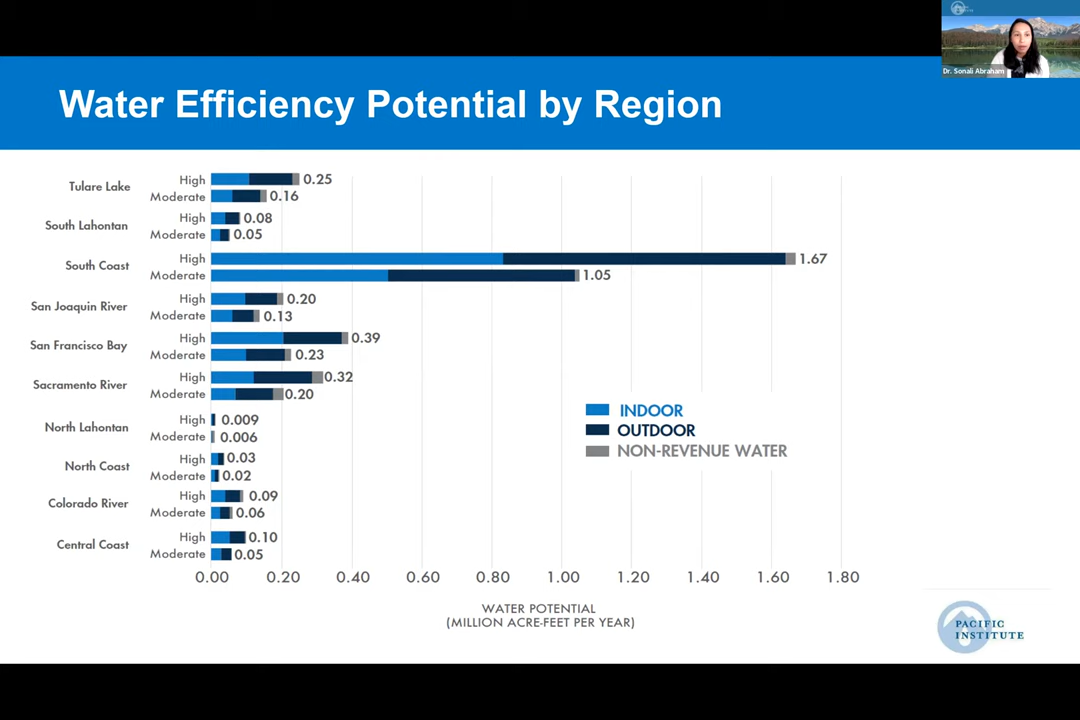 Dr. Sonali Abraham
Water Efficiency Potential by Region
Tulare Lake
High 0.25
Moderate 0.16
South Lahontan
High 0.08
Moderate 0.05
South Coast
High 1.67
Moderate 1.05
San Joaquin River
High 0.20
Moderate 0.13
San Francisco Bay
High 0.39
Moderate 0.23
Sacramento River
High 0.32
Moderate 0.20
North Lahontan
High 0.009
Moderate 0.006
North Coast
High 0.03
Moderate 0.02
Colorado River
High 0.09
Moderate 0.06
Central Coast
High 0.10
Moderate 0.05
INDOOR
OUTDOOR
NON-REVENUE WATER
0.00 0.20 0.40 0.60 0.80 1.00 1.20 1.40 1.60 1.80
WATER POTENTIAL
(MILLION ACRE-FEET PER YEAR)
PACIFIC
INSTITUTE